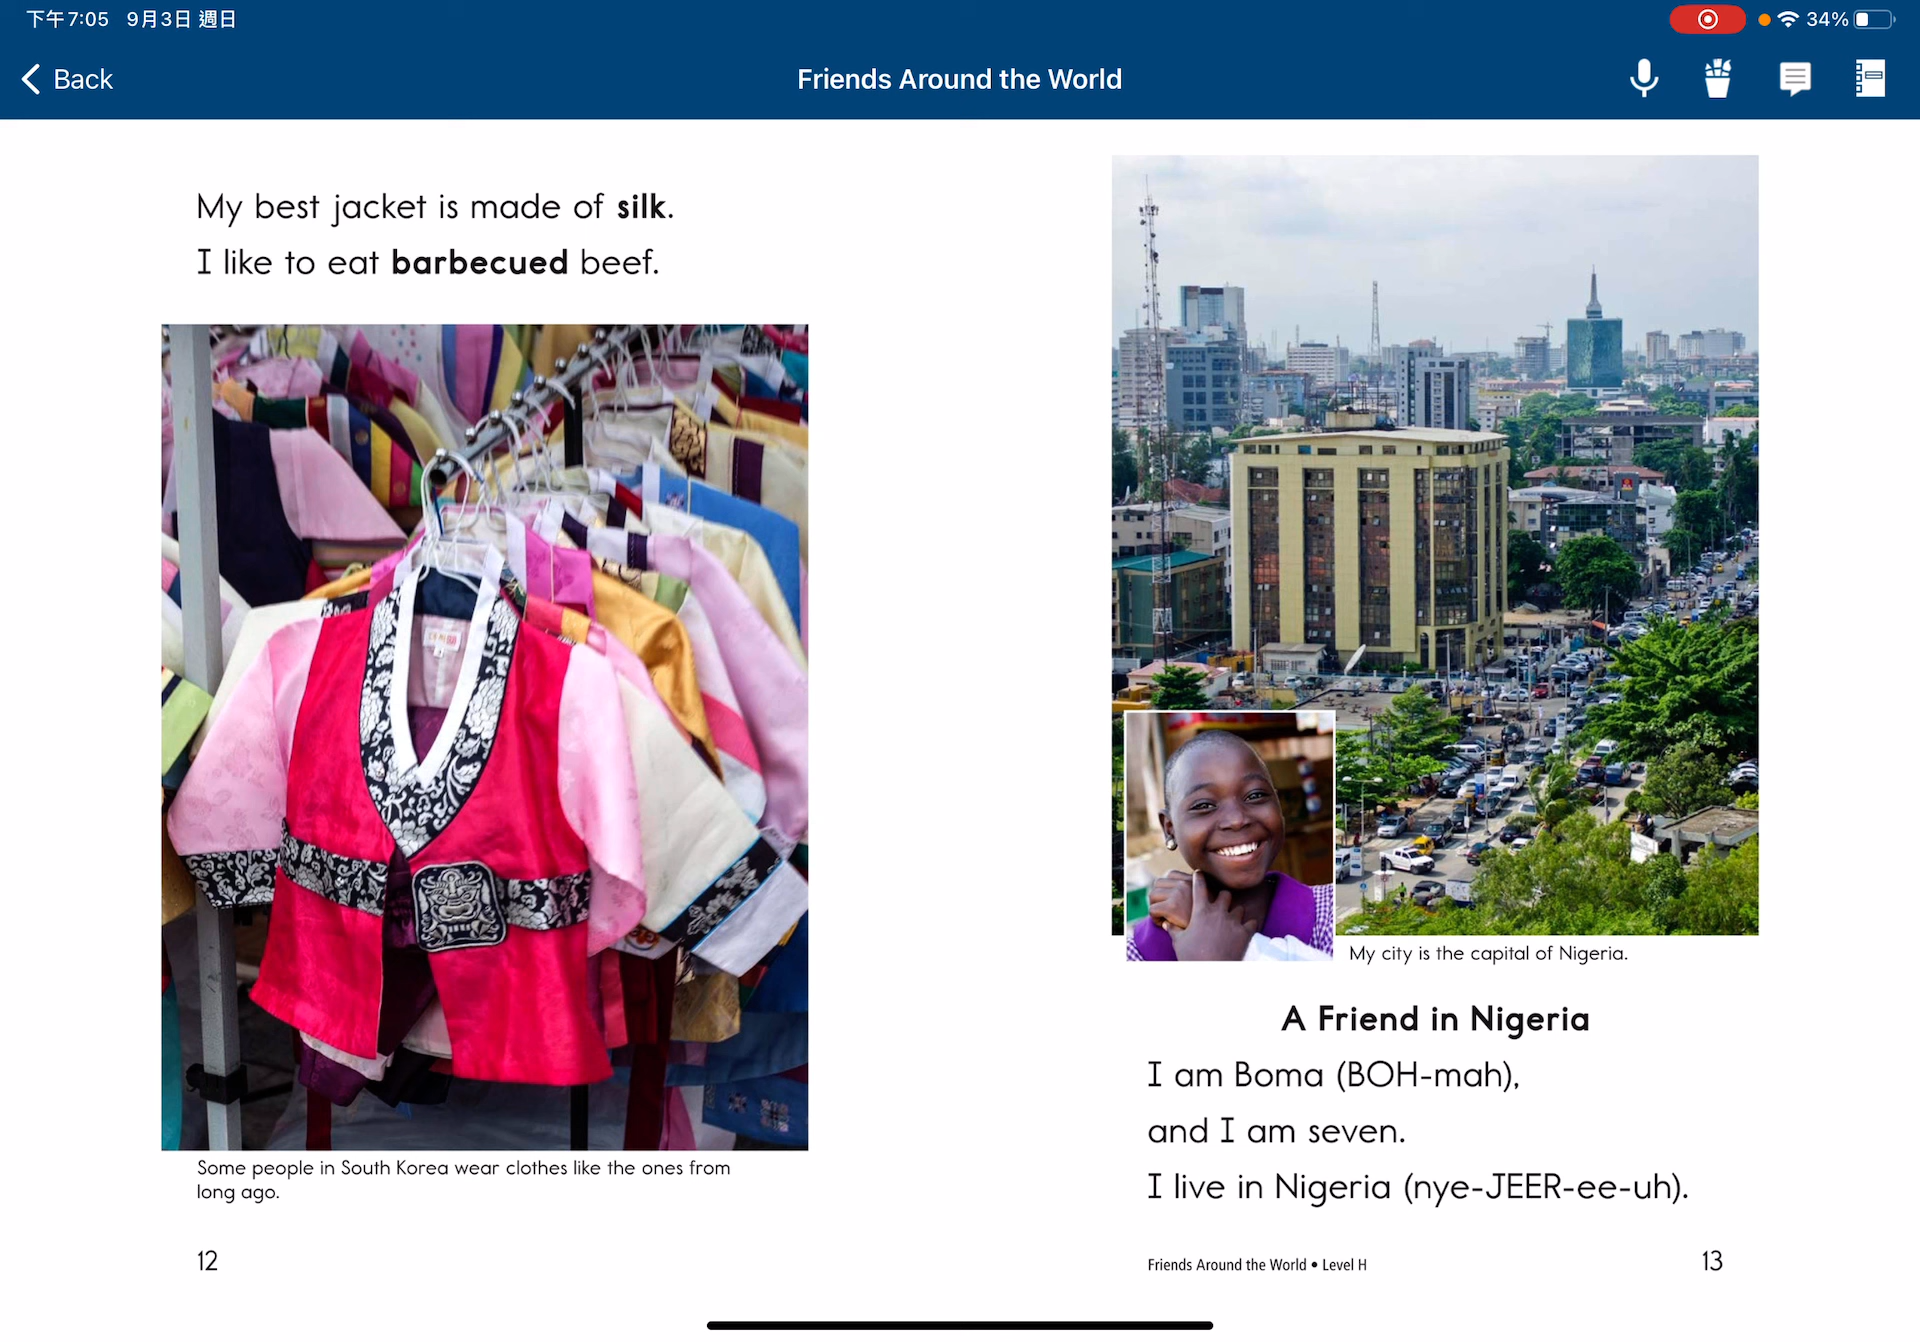 下午7:05 9月3日 週日
34%
Back
Friends Around the World
My best jacket is made of silk.
I like to eat barbecued beef.
Some people in South Korea wear clothes like the ones from
long ago.
12
My city is the capital of Nigeria.
A Friend in Nigeria
I am Boma (BOH-mah),
and I am seven.
I live in Nigeria (nye-JEER-ee-uh).
Friends Around the World • Level H
13